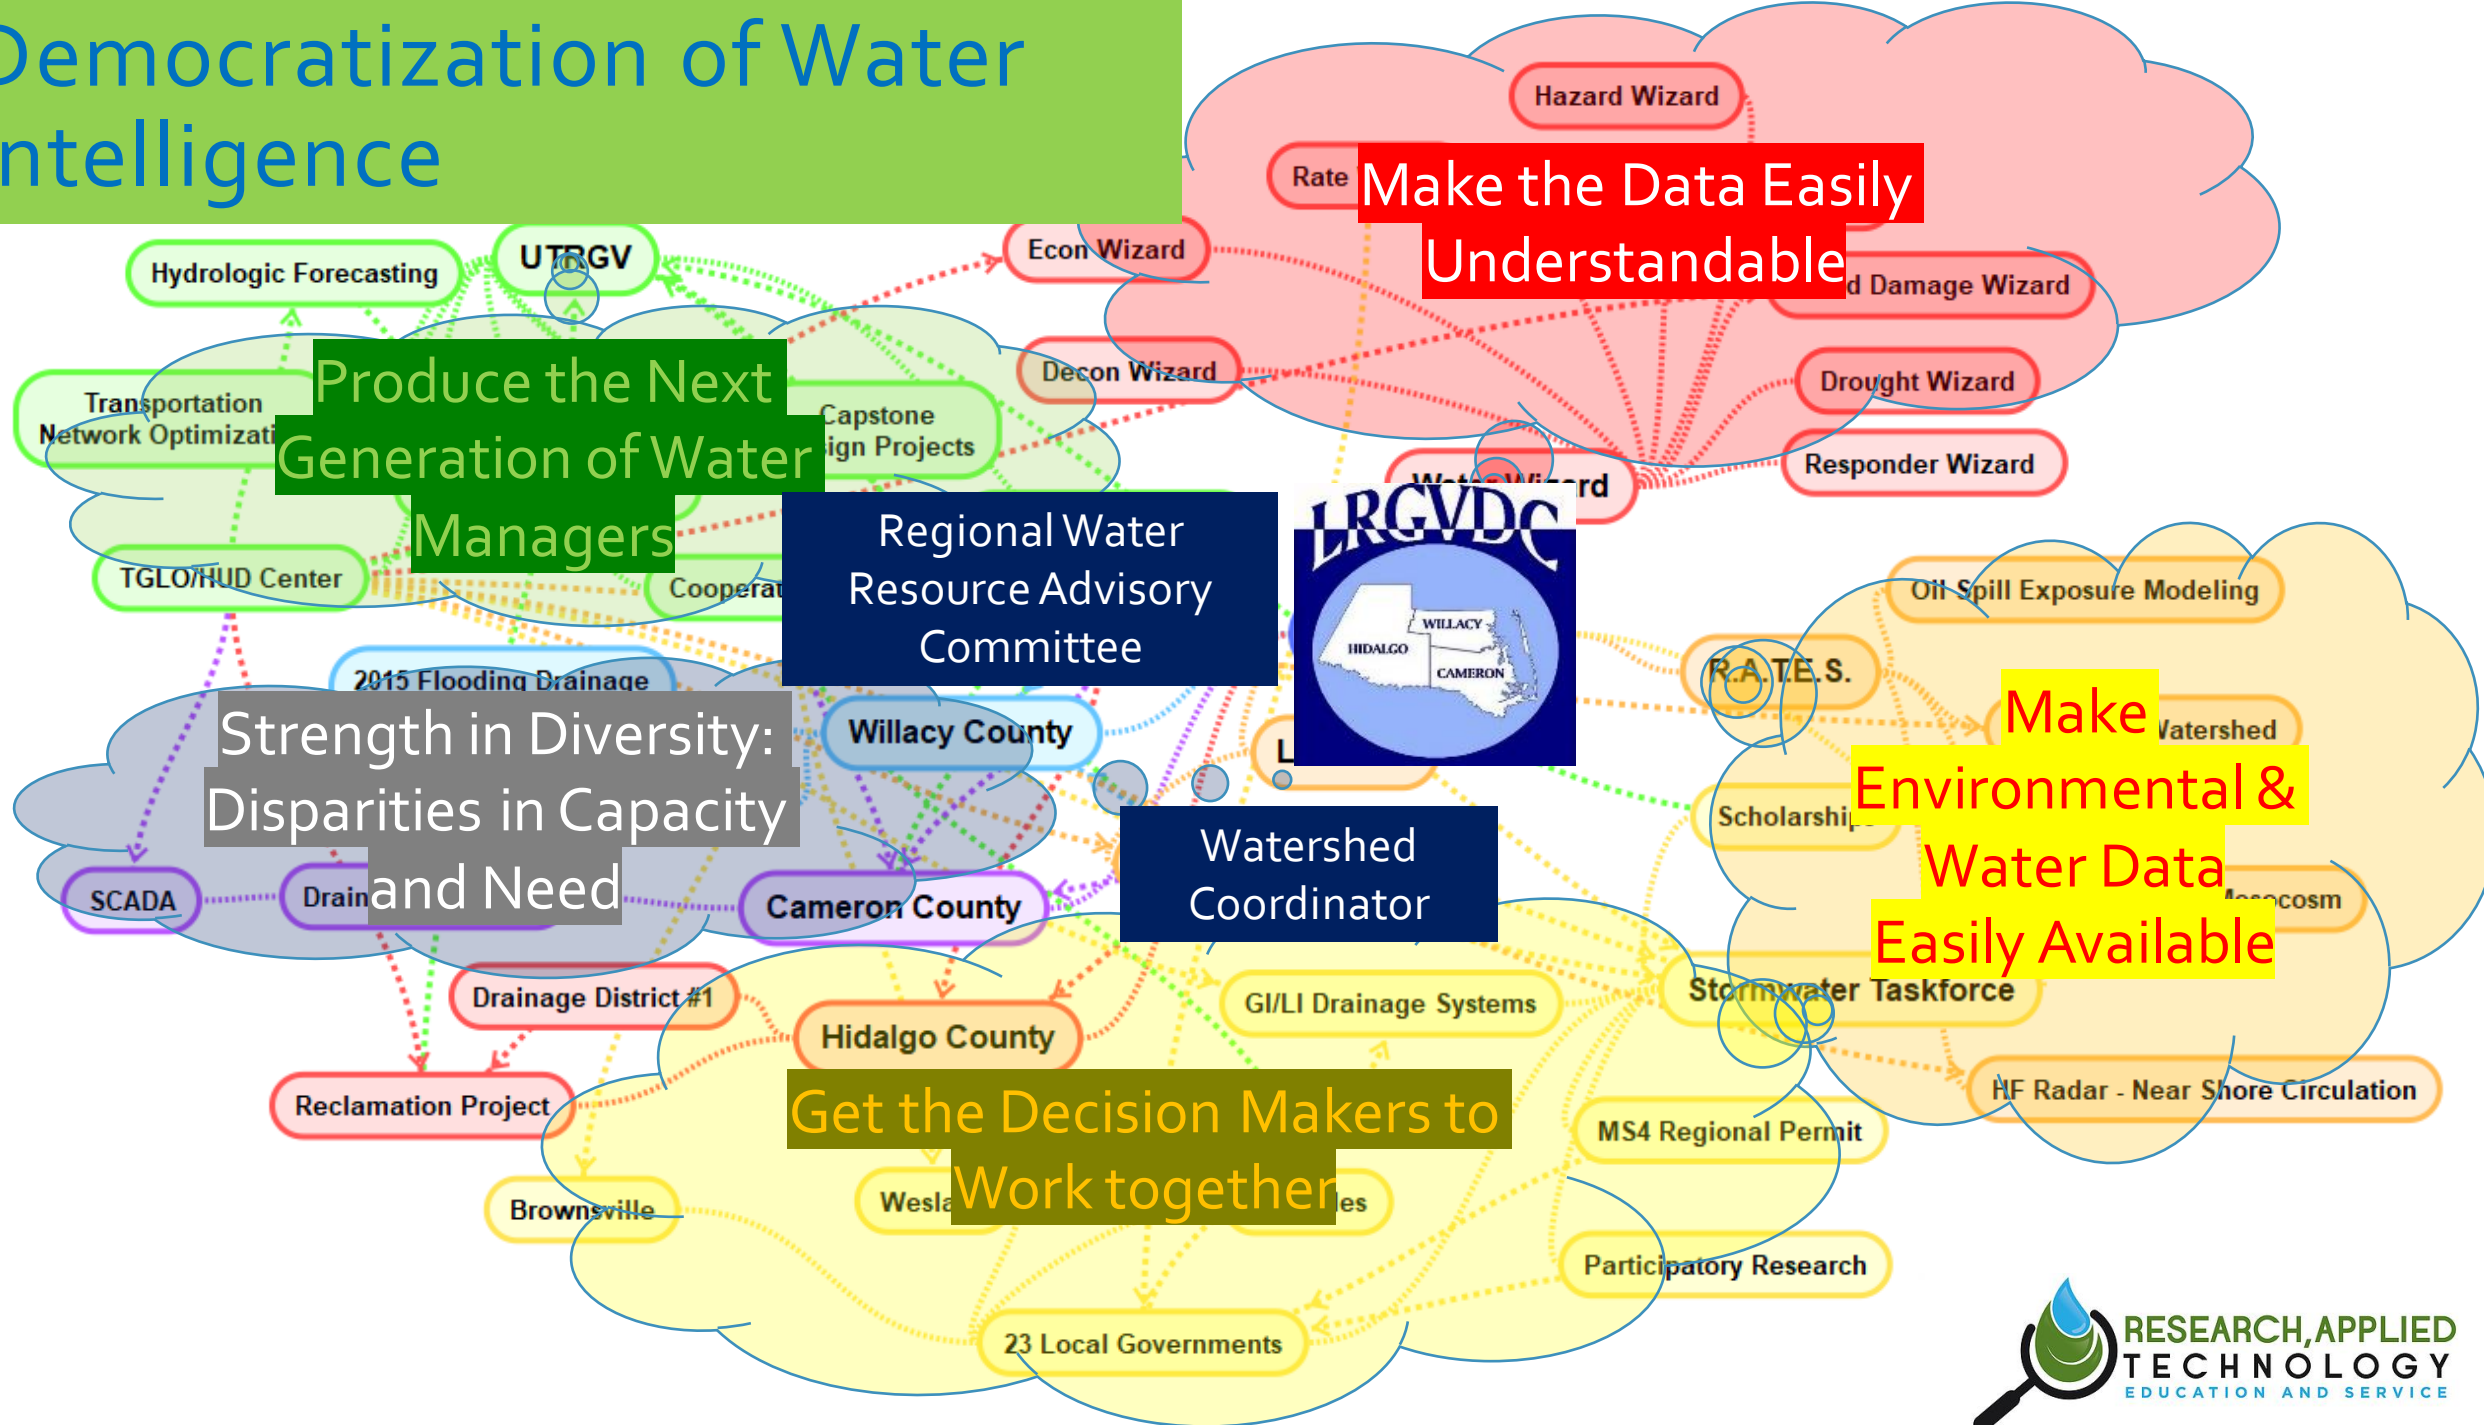 Democratization of Water
ntelligence
Hazard Wizard
Rate
Make the Data Easily
Understandable
UTRGV
Econ Wizard
Hydrologic Forecasting
d Damage Wizard
Produce the Next
Generation of Water
Managers
Decon Wizard
Drought Wizard
Transportation
Network Optimizati
Capstone
ign Projects
Responder Wizard
Water Wizard
LRGVDC
WILLACY
HIDALGO
CAMERON
Regional Water
Resource Advisory
Committee
TGLO/HUD Center
Cooperat
Oil Spill Exposure Modeling
R.A.T.E.S.
2015 Flooding Drainage
Strength in Diversity:
Disparities in Capacity
and Need
Willacy County
L
Make
Environmental &
Water Data
Easily Available
Watershed
Scholarship
Watershed
Coordinator
SCADA
Drain
Cameron County
Mesocosm
Drainage District #1
GI/LI Drainage Systems
Stormwater Taskforce
Hidalgo County
Reclamation Project
HF Radar - Near Shore Circulation
Get the Decision Makers to
Work together
MS4 Regional Permit
Brownsville
Wesla
les
Participatory Research
23 Local Governments
RESEARCH, APPLIED
TECHNOLOGY
EDUCATION AND SERVICE